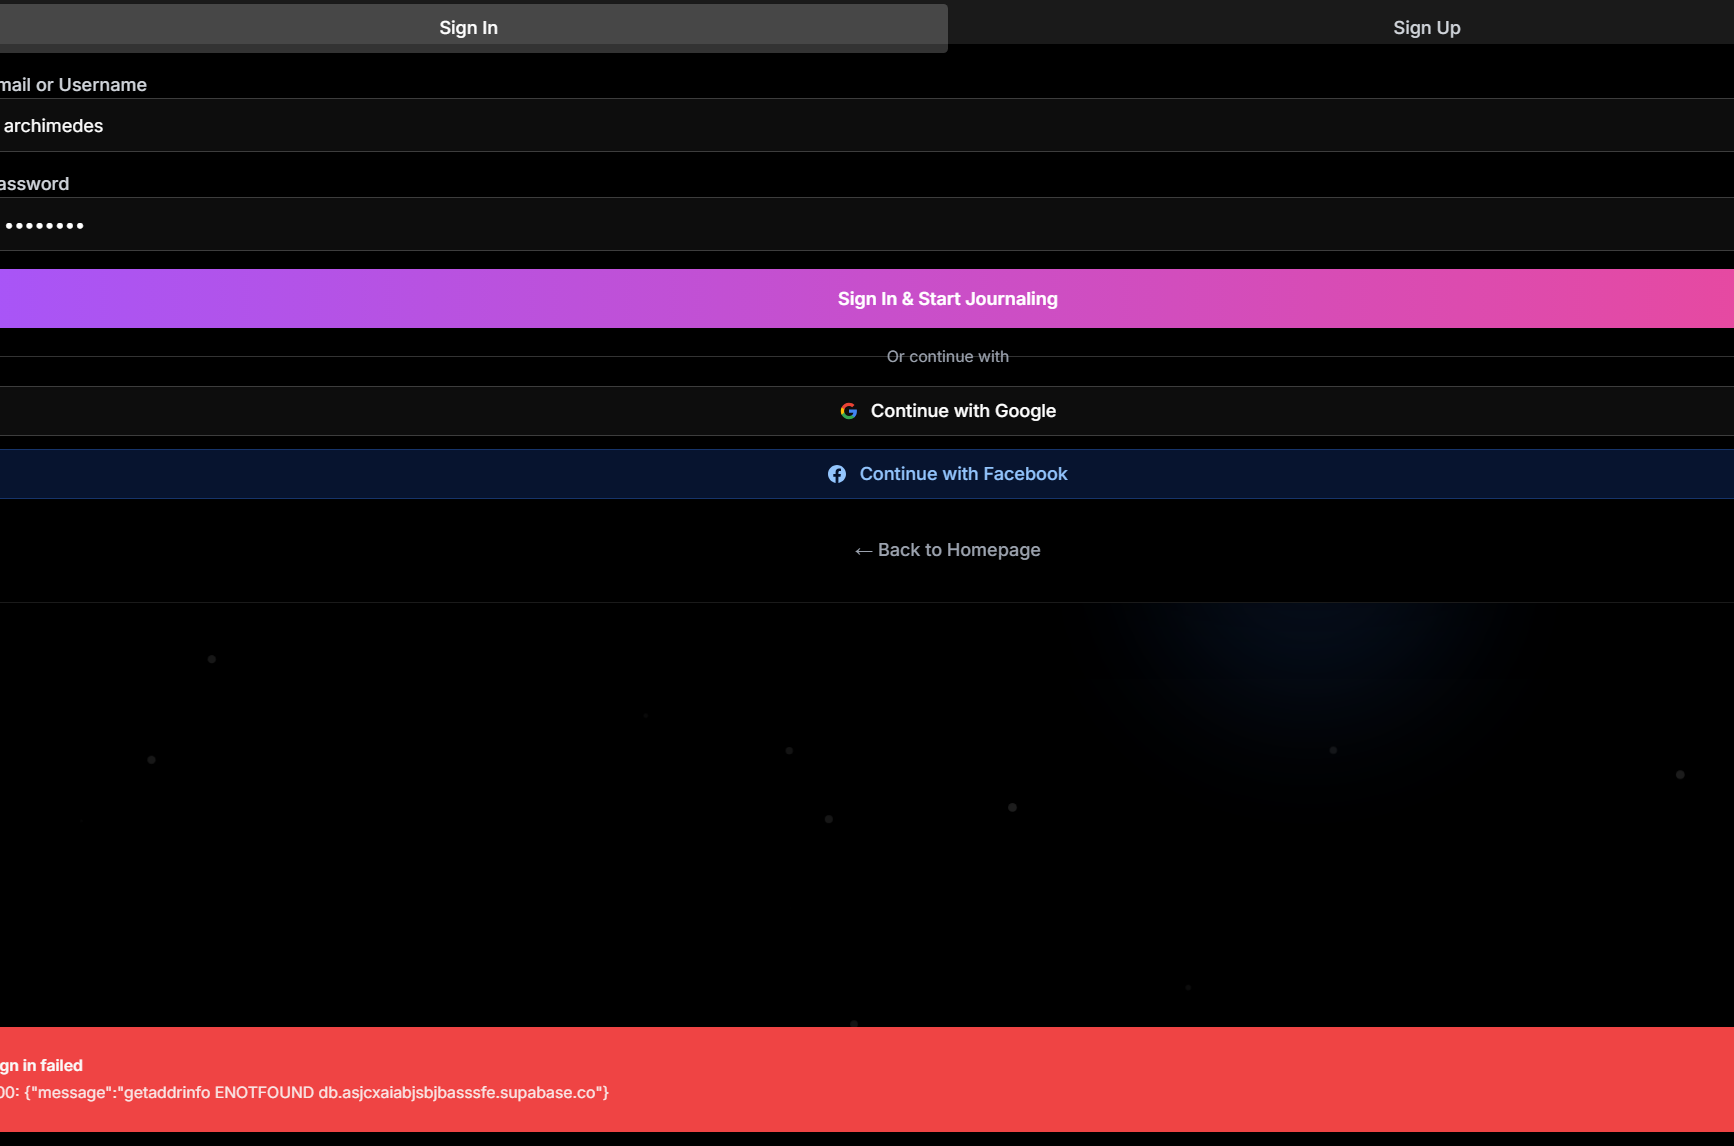 Sign In
Sign Up
mail or Username
archimedes
assword
••••••••
Sign In & Start Journaling
Or continue with
Continue with Google
Continue with Facebook
← Back to Homepage
gn in failed
00: {"message":"getaddrinfo ENOTFOUND db.asjcxaiabjsbjbasssfe.supabase.co"}